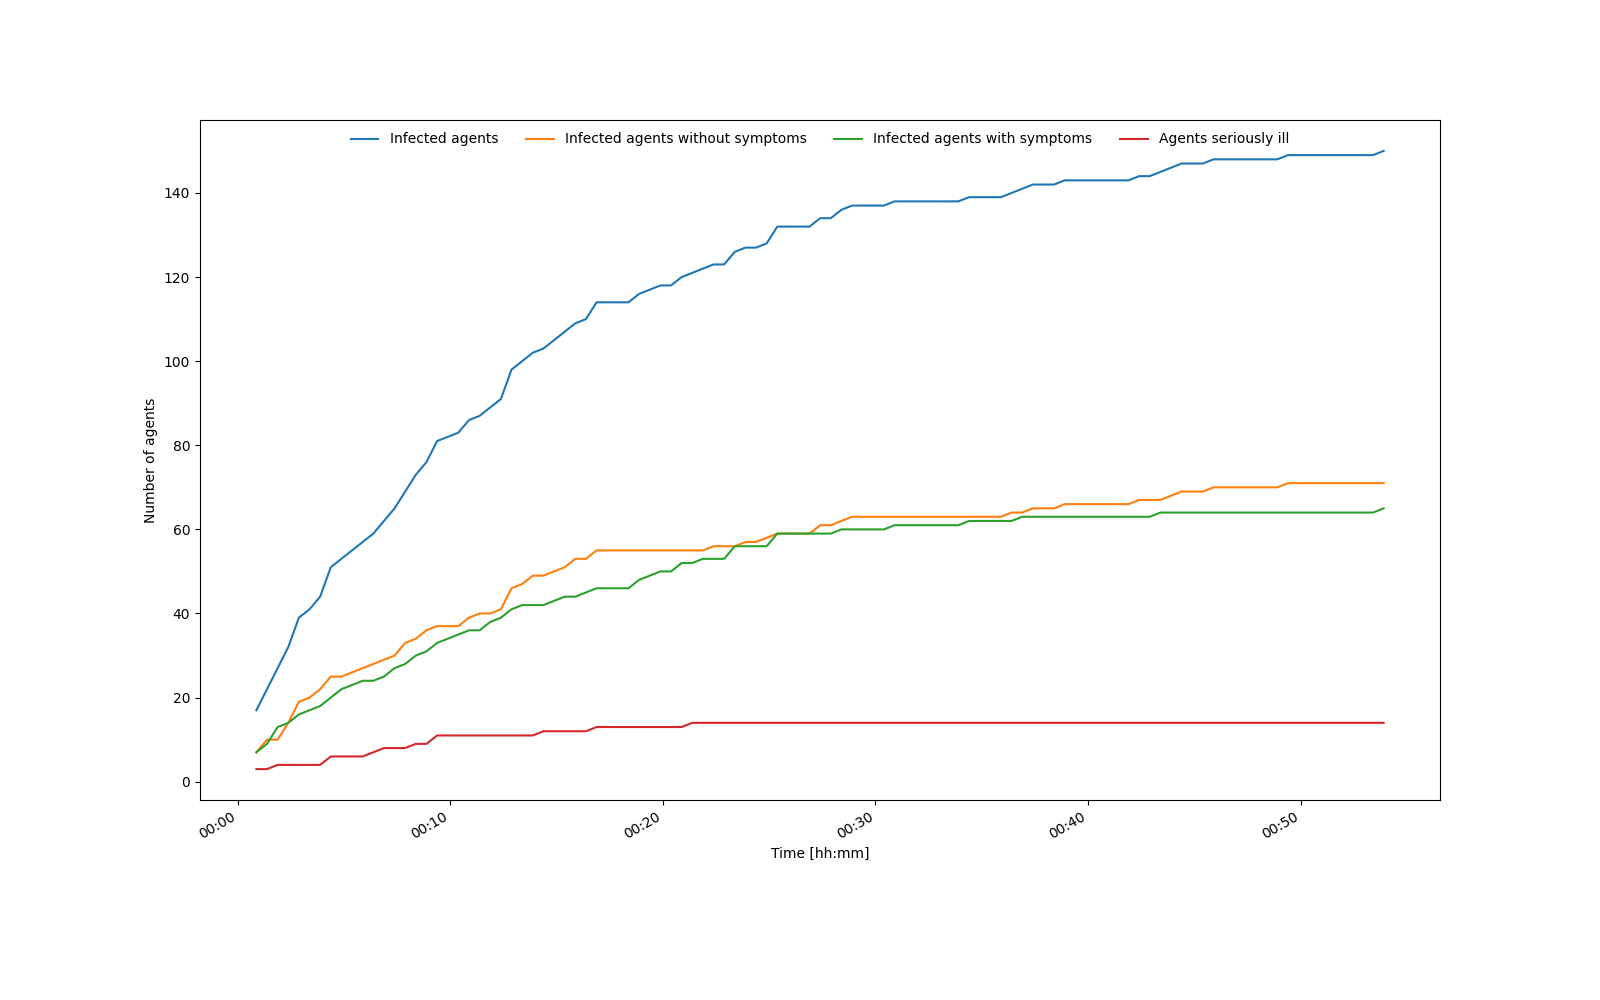 Infected agents Infected agents without symptoms Infected agents with symptoms Agents seriously ill
140
120
100
80
60
40
20
0
Number of agents
00:00 00:10 00:20 00:30 00:40 00:50
Time [hh:mm]